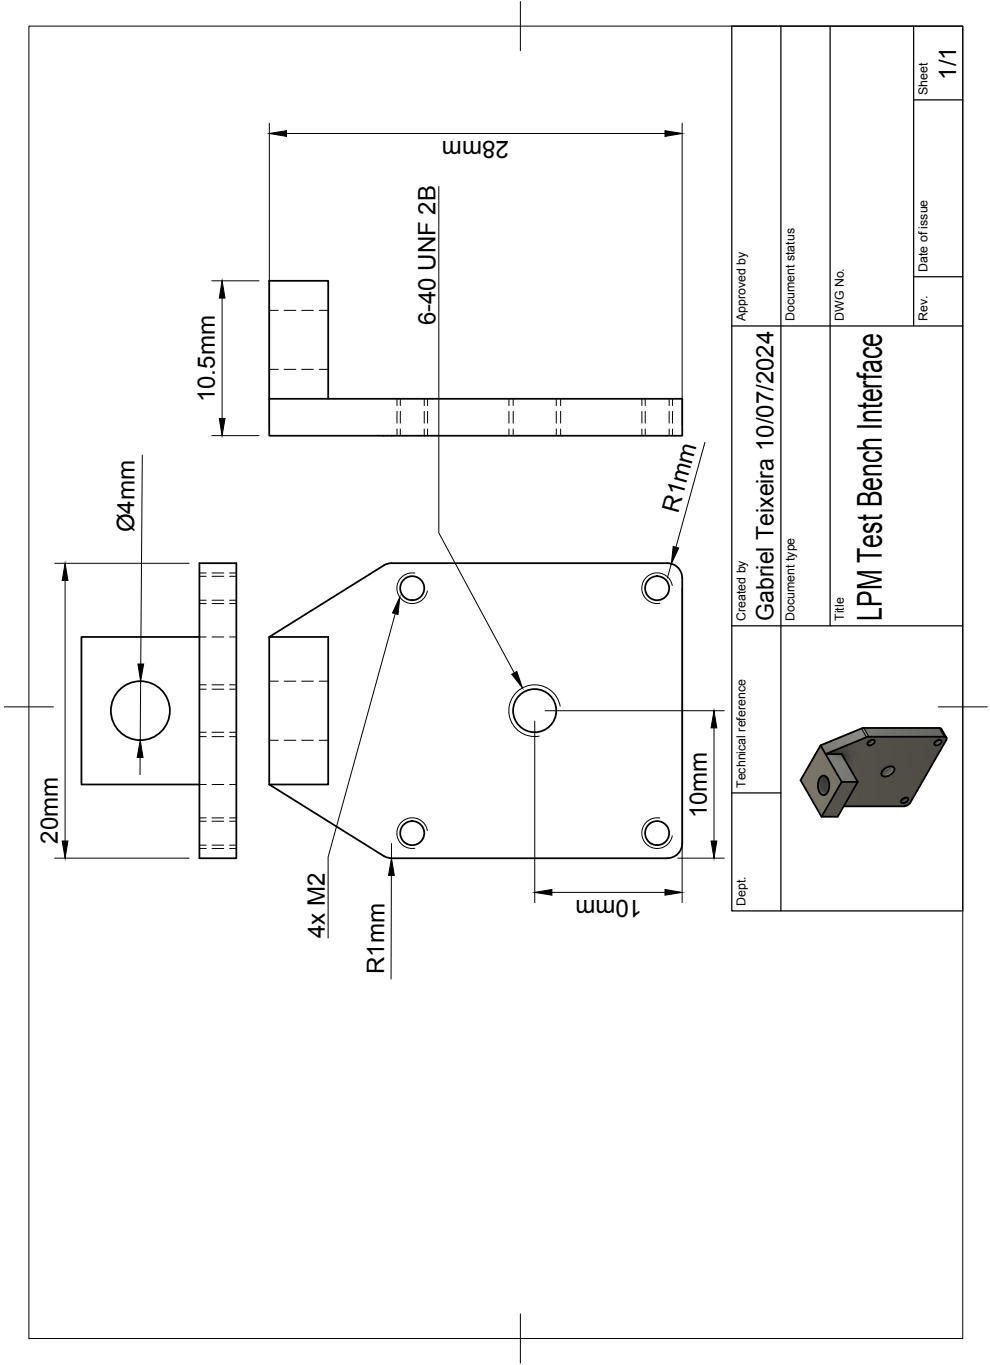 20mm
Ø4mm
10.5mm
28mm
6-40 UNF 2B
4x M2
R1mm
R1mm
10mm
10mm
Dept.
Technical reference
Created by
Gabriel Teixeira 10/07/2024
Approved by
Document type
Document status
Title
LPM Test Bench Interface
DWG No.
Rev.
Date of issue
Sheet
1/1